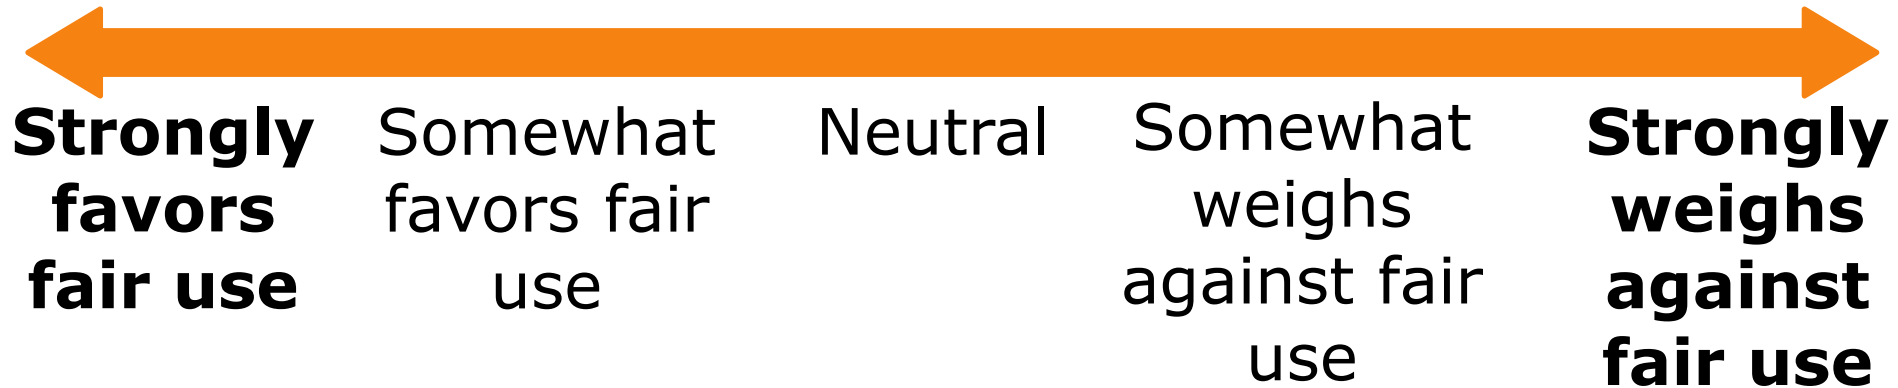 Strongly
favors
fair use
Somewhat
favors fair
use
Neutral
Somewhat
weighs
against fair
use
Strongly
weighs
against
fair use